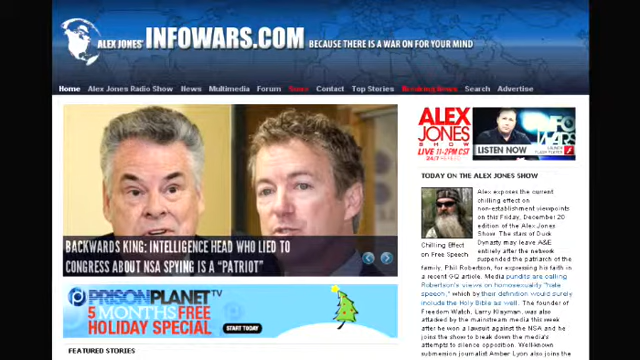 ALEX JONES' INFOWARS.COM BECAUSE THERE IS A WAR ON FOR YOUR MIND
Home Alex Jones Radio Show News Multimedia Forum Store Contact Top Stories Breaking News Search Advertise
BACKWARDS KING: INTELLIGENCE HEAD WHO LIED TO
CONGRESS ABOUT NSA SPYING IS A "PATRIOT"
PRISONPLANET TV
5 MONTHS FREE
HOLIDAY SPECIAL
START TODAY
FEATURED STORIES
ALEX
JONES
SHOW
LIVE 11-2PM CST
LISTEN NOW
TODAY ON THE ALEX JONES SHOW
Chilling Effect
on Free Speech
Alex exposes the current
chilling effect on
non-establishment viewpoints
on this Friday, December 20
edition of the Alex Jones
Show. The stars of Duck
Dynasty may leave A&E
entirely after the network
suspended the patriarch of the
family, Phil Robertson, for expressing his faith in
a recent GQ article. Media pundits are calling
Robertson's views on homosexuality "hate
speech," which by their definition would surely
include the Holy Bible as well. The founder of
Freedom Watch, Larry Klayman, was also
attacked by the mainstream media this week
after he won a lawsuit against the NSA and he
joins the show to break down the media's
attempts to silence opposition. Wellknown
submersion journalist Amber Lyon also joins the